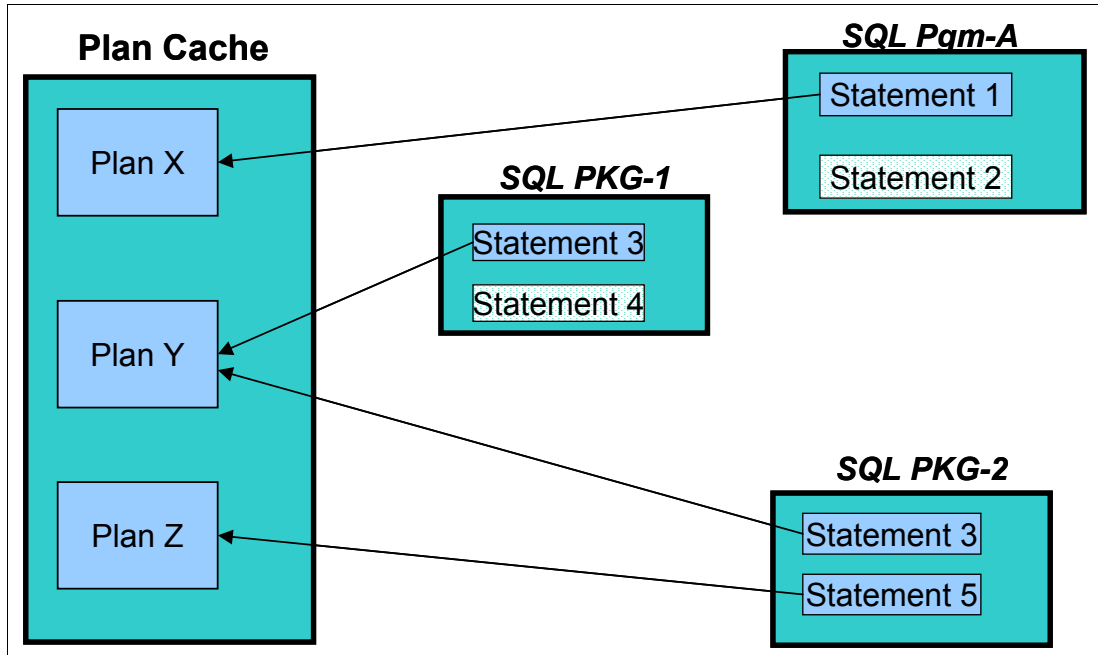 Plan Cache
Plan X
Plan Y
Plan Z
SQL Pgm-A
Statement 1
Statement 2
SQL PKG-1
Statement 3
Statement 4
SQL PKG-2
Statement 3
Statement 5